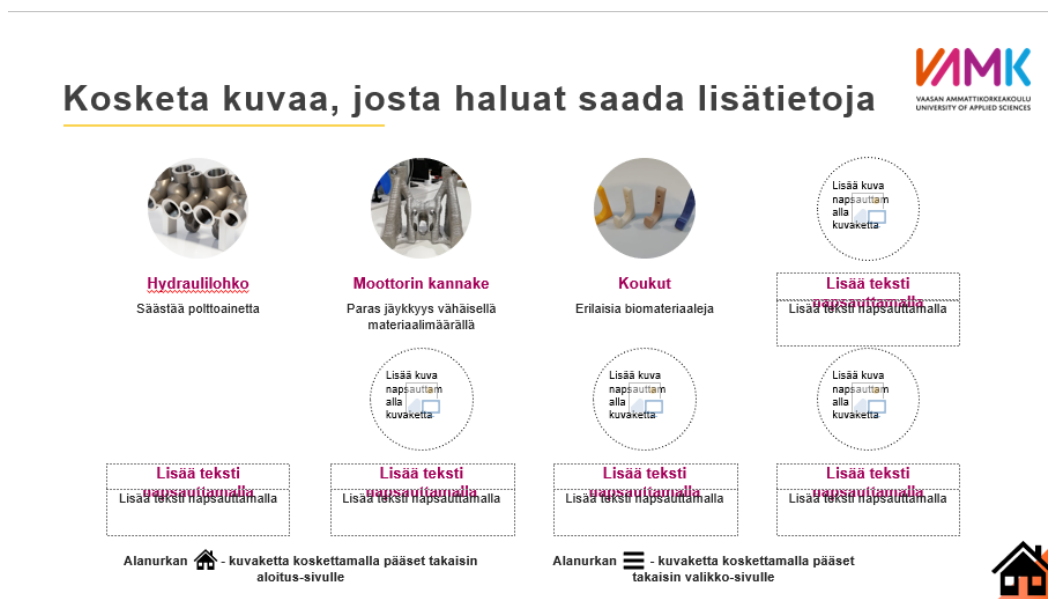 VAMK
VAASAN AMMATTIKORKEAKOULU
UNIVERSITY OF APPLIED SCIENCES
Kosketa kuvaa, josta haluat saada lisätietoja
Hydraulilohko
Säästää polttoainetta
Moottorin kannake
Paras jäykkyys vähäisellä
materiaalimäärällä
Koukut
Erilaisia biomateriaaleja
Lisää kuva
napsauttam
alla
kuvaketta
Lisää teksti
napsauttamalla
Lisää teksti napsauttamalla
Lisää kuva
napsauttam
alla
kuvaketta
Lisää kuva
napsauttam
alla
kuvaketta
Lisää kuva
napsauttam
alla
kuvaketta
Lisää teksti
napsauttamalla
Lisää teksti napsauttamalla
Lisää teksti
napsauttamalla
Lisää teksti napsauttamalla
Lisää teksti
napsauttamalla
Lisää teksti napsauttamalla
Lisää teksti
napsauttamalla
Lisää teksti napsauttamalla
Alanurkan - kuvaketta koskettamalla pääset takaisin
aloitus-sivulle
Alanurkan - kuvaketta koskettamalla pääset
takaisin valikko-sivulle